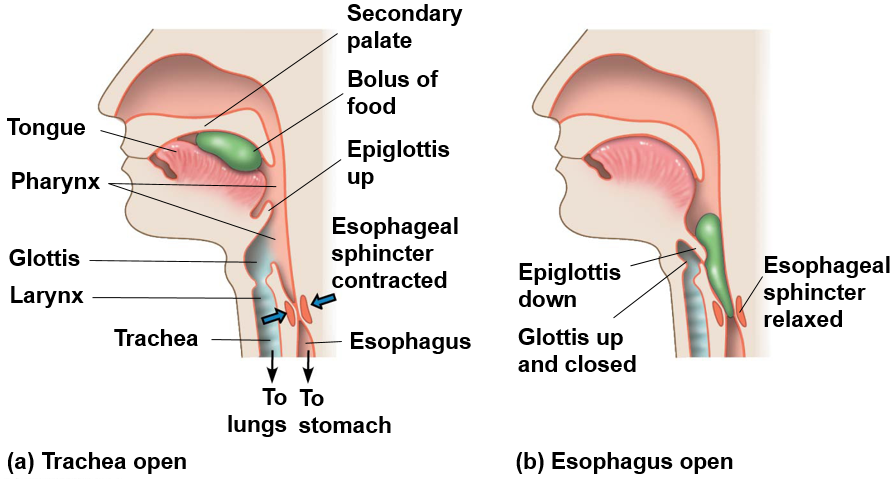 Secondary
palate
Bolus of
food
Tongue
Epiglottis
up
Pharynx
Esophageal
sphincter
contracted
Glottis
Larynx
Trachea
Esophagus
To
lungs
To
stomach
(a) Trachea open
Epiglottis
down
Glottis up
and closed
Esophageal
sphincter
relaxed
(b) Esophagus open